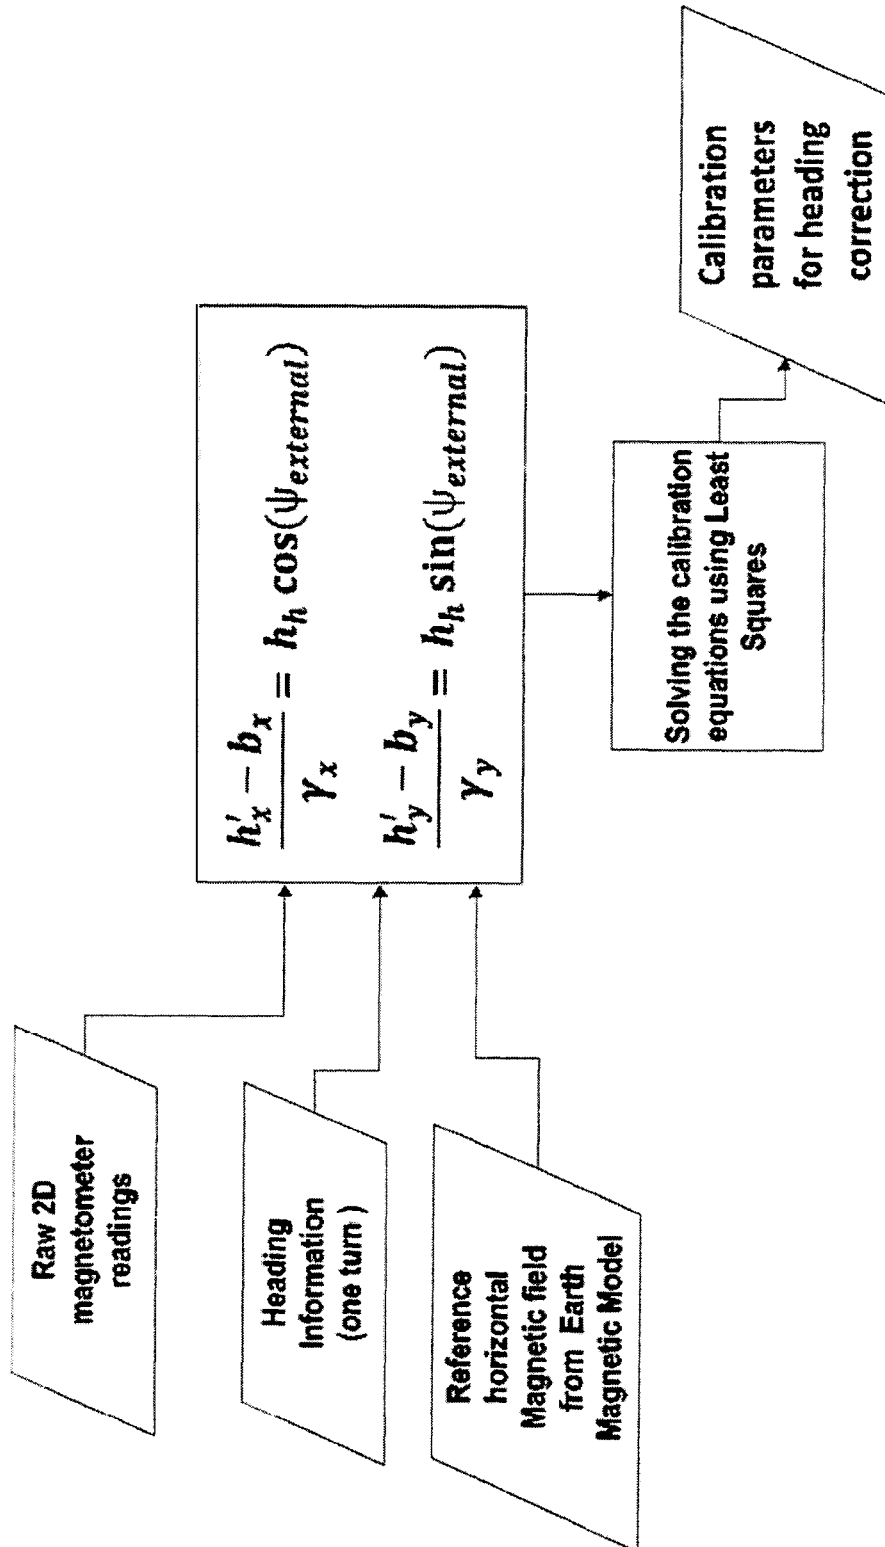 Raw 2D
magnetometer
readings
Heading
Information
(one turn )
Reference
horizontal
Magnetic field
from Earth
Magnetic Model
h'_x − b_x / γ_x = h_h cos(ψ_external)
h'_y − b_y / γ_y = h_h sin(ψ_external)
Solving the calibration
equations using Least
Squares
Calibration
parameters
for heading
correction